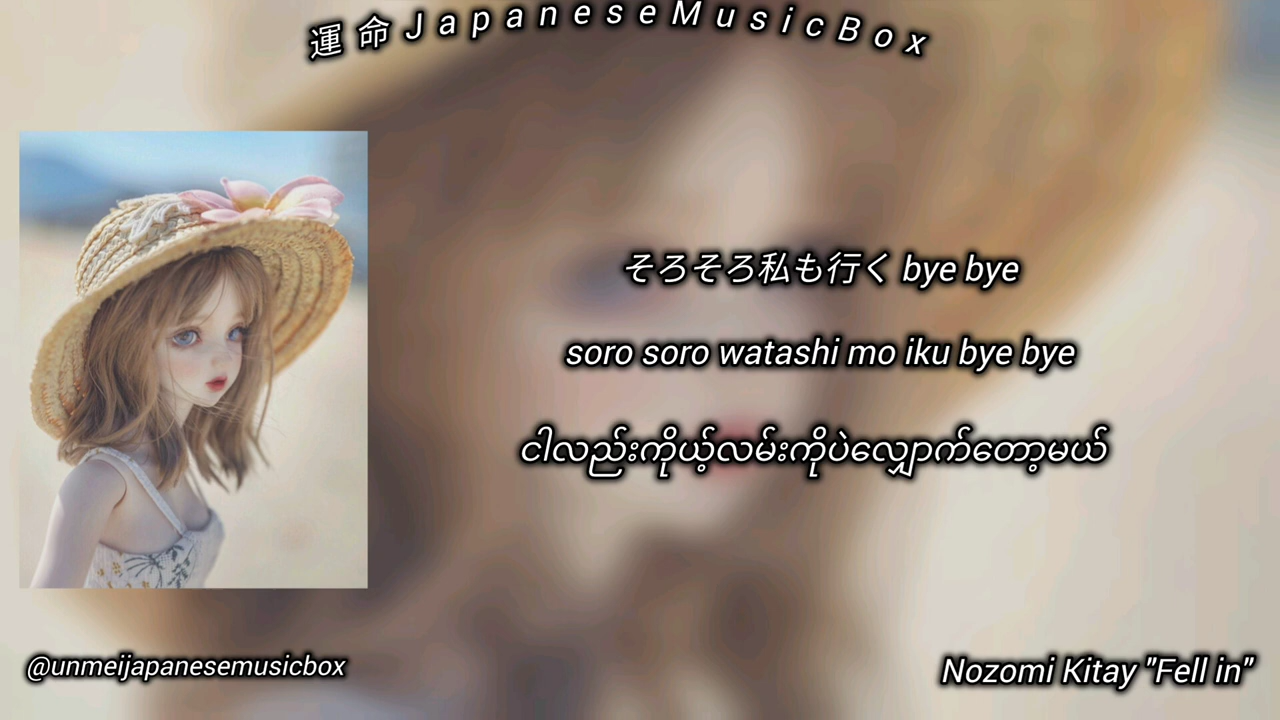 運命JapaneseMusicBox
そろそろ私も行く bye bye
soro soro watashi mo iku bye bye
ငါလည်းကိုယ့်လမ်းကိုပဲလျှောက်တော့မယ်
@unmeijapanesemusicbox
Nozomi Kitay "Fell in"